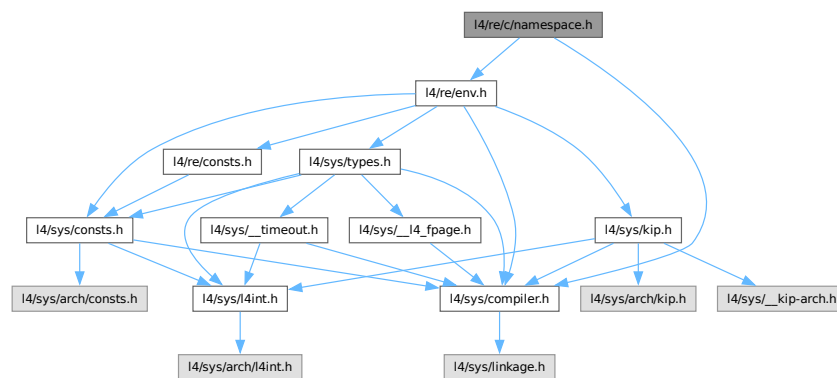 l4/re/c/namespace.h
l4/re/env.h
l4/re/consts.h
l4/sys/types.h
l4/sys/consts.h
l4/sys/__timeout.h
l4/sys/__l4_fpage.h
l4/sys/kip.h
l4/sys/arch/consts.h
l4/sys/l4int.h
l4/sys/compiler.h
l4/sys/arch/kip.h
l4/sys/__kip-arch.h
l4/sys/arch/l4int.h
l4/sys/linkage.h